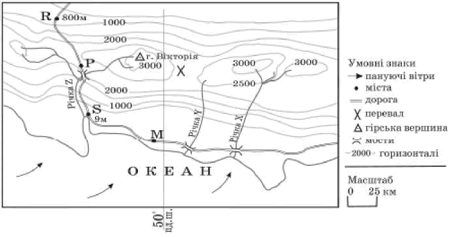 R 800м
1000
2000
P
г. Вікторія
3000
3000
3000
2500
Річка Z
2000
1000
S
9м
Річка Y
Річка X
M
ОКЕАН
50°
пд.ш.
Умовні знаки
пануючі вітри
міста
дорога
перевал
гірська вершина
мости
-2000- горизонталі
Масштаб
0 25 км